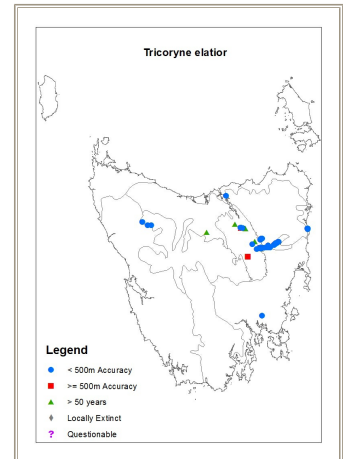 Tricoryne elatior
Legend
< 500m Accuracy
>= 500m Accuracy
> 50 years
Locally Extinct
? Questionable